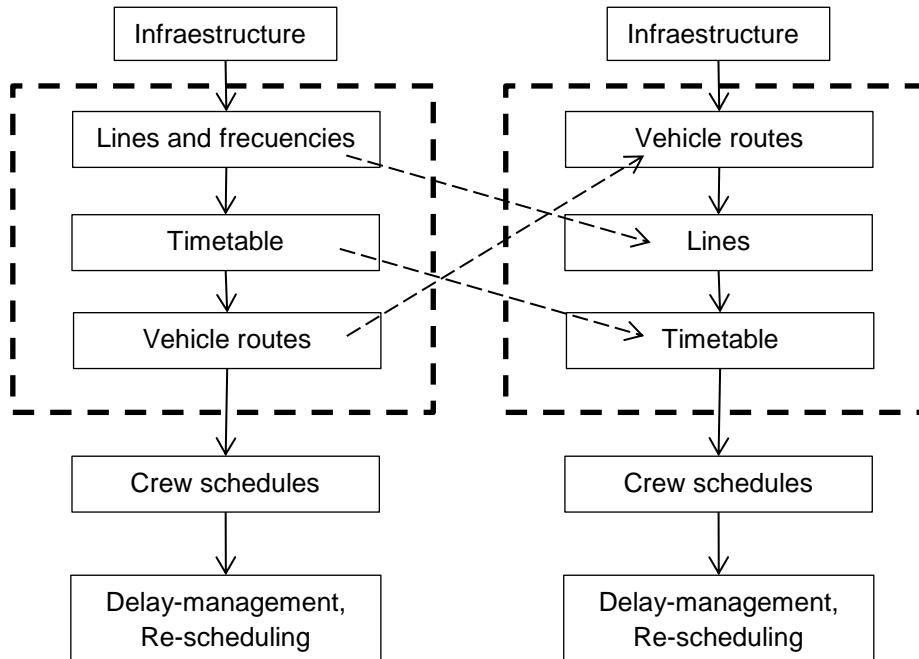 Infraestructure
Lines and frecuencies
Timetable
Vehicle routes
Crew schedules
Delay-management,
Re-scheduling
Infraestructure
Vehicle routes
Lines
Timetable
Crew schedules
Delay-management,
Re-scheduling